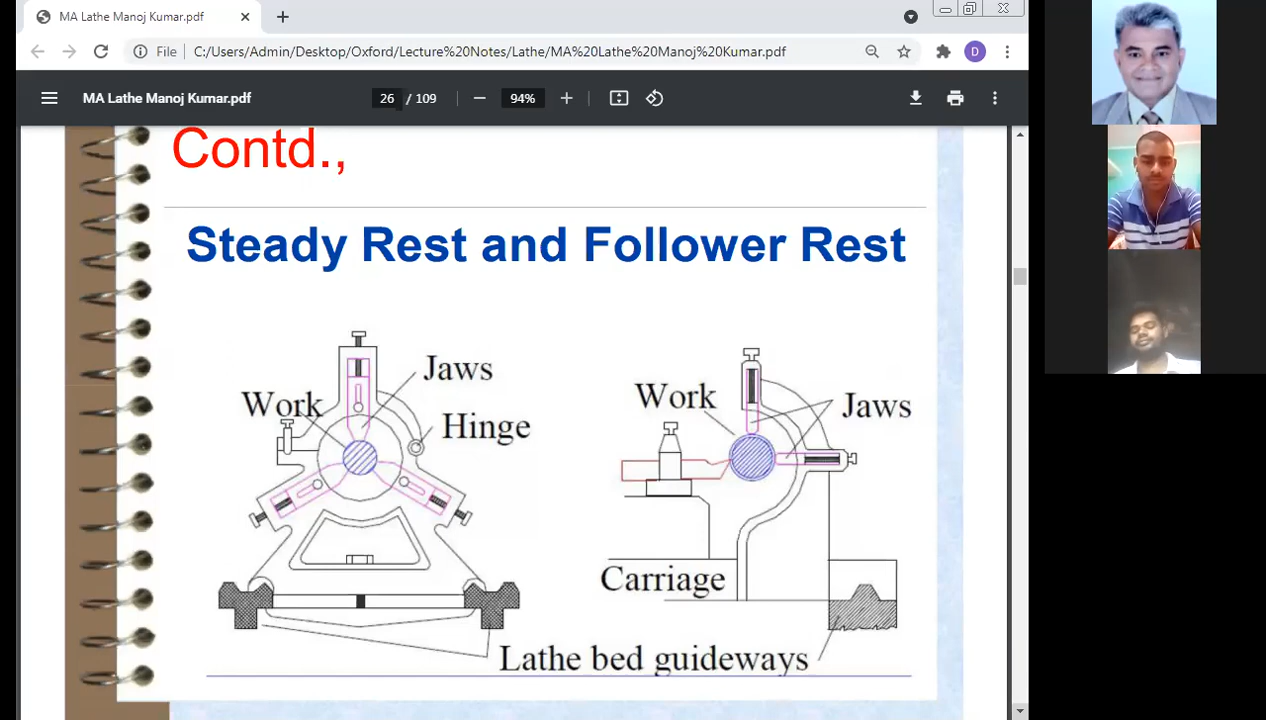 MA Lathe Manoj Kumar.pdf
File C:/Users/Admin/Desktop/Oxford/Lecture%20Notes/Lathe/MA%20Lathe%20Manoj%20Kumar.pdf
D
MA Lathe Manoj Kumar.pdf 26 / 109 94%
Contd.,
Steady Rest and Follower Rest
Jaws
Work
Hinge
Work
Jaws
Carriage
Lathe bed guideways